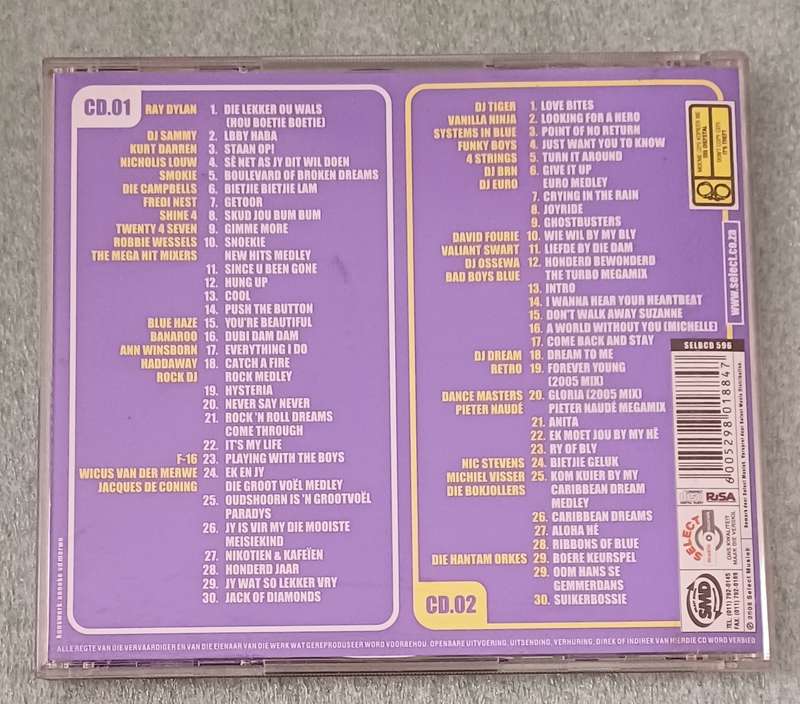 CD.01
RAY DYLAN 1. DIE LEKKER OU WALS
(HOU BOETIE BOETIE)
DJ SAMMY 2. LBBY HABA
KURT DARREN 3. STAAN OP!
NICHOLIS LOUW 4. SÊ NET AS JY DIT WIL DOEN
SMOKIE 5. BOULEVARD OF BROKEN DREAMS
DIE CAMPBELLS 6. BIETJIE BIETJIE LAM
FREDI NEST 7. GETOOR
SHINE 4 8. SKUD JOU BUM BUM
TWENTY 4 SEVEN 9. GIMME MORE
ROBBIE WESSELS 10. SNOEKIE
THE MEGA HIT MIXERS NEW HITS MEDLEY
11. SINCE U BEEN GONE
12. HUNG UP
13. COOL
14. PUSH THE BUTTON
BLUE HAZE 15. YOU'RE BEAUTIFUL
BANAROO 16. DUBI DAM DAM
ANN WINSBORN 17. EVERYTHING I DO
HADDAWAY 18. CATCH A FIRE
ROCK DJ ROCK MEDLEY
19. HYSTERIA
20. NEVER SAY NEVER
21. ROCK 'N ROLL DREAMS
COME THROUGH
22. IT'S MY LIFE
F-16 23. PLAYING WITH THE BOYS
WICUS VAN DER MERWE 24. EK EN JY
JACQUES DE CONING DIE GROOT VOËL MEDLEY
25. OUDSHOORN IS 'N GROOTVOËL
PARADYS
26. JY IS VIR MY DIE MOOISTE
MEISIEKIND
27. NIKOTIEN & KAFEÏEN
28. HONDERD JAAR
29. JY WAT SO LEKKER VRY
30. JACK OF DIAMONDS
DJ TIGER 1. LOVE BITES
VANILLA NINJA 2. LOOKING FOR A HERO
SYSTEMS IN BLUE 3. POINT OF NO RETURN
FUNKY BOYS 4. JUST WANT YOU TO KNOW
4 STRINGS 5. TURN IT AROUND
DJ BRN 6. GIVE IT UP
DJ EURO EURO MEDLEY
7. CRYING IN THE RAIN
8. JOYRIDE
9. GHOSTBUSTERS
DAVID FOURIE 10. WIE WIL BY MY BLY
VALIANT SWART 11. LIEFDE BY DIE DAM
DJ OSSEWA 12. HONDERD BEWONDERD
BAD BOYS BLUE THE TURBO MEGAMIX
13. INTRO
14. I WANNA HEAR YOUR HEARTBEAT
15. DON'T WALK AWAY SUZANNE
16. A WORLD WITHOUT YOU (MICHELLE)
17. COME BACK AND STAY
DJ DREAM 18. DREAM TO ME
RETRO 19. FOREVER YOUNG
(2005 MIX)
DANCE MASTERS 20. GLORIA (2005 MIX)
PIETER NAUDÉ PIETER NAUDÉ MEGAMIX
21. ANITA
22. EK MOET JOU BY MY HÊ
23. RY OF BLY
NIC STEVENS 24. BIETJIE GELUK
MICHIEL VISSER 25. KOM KUIER BY MY
DIE BOKJOLLERS CARIBBEAN DREAM
MEDLEY
26. CARIBBEAN DREAMS
27. ALOHA HÊ
28. RIBBONS OF BLUE
DIE HANTAM ORKES 29. BOERE KEURSPEL
29. OOM HANS SE
GEMMERDANS
30. SUIKERBOSSIE
CD.02
www.select.co.za
SELBCD 596
6005298018847
RiSA
SELECT
ONS KWALITEIT
MAAK DIE VERSKIL
SMD
TEL. (011) 792-0145
© 2005 Select Musiek
ALLE REGTE VAN DIE VERVAARDIGER EN VAN DIE EIENAAR VAN DIE WERK WAT GEREPRODUSEER WORD VOORBEHOU. OPENBARE UITVOERING, UITSENDING, VERHURING, DIREK OF INDIREK VAN HIERDIE CD WORD VERBIED